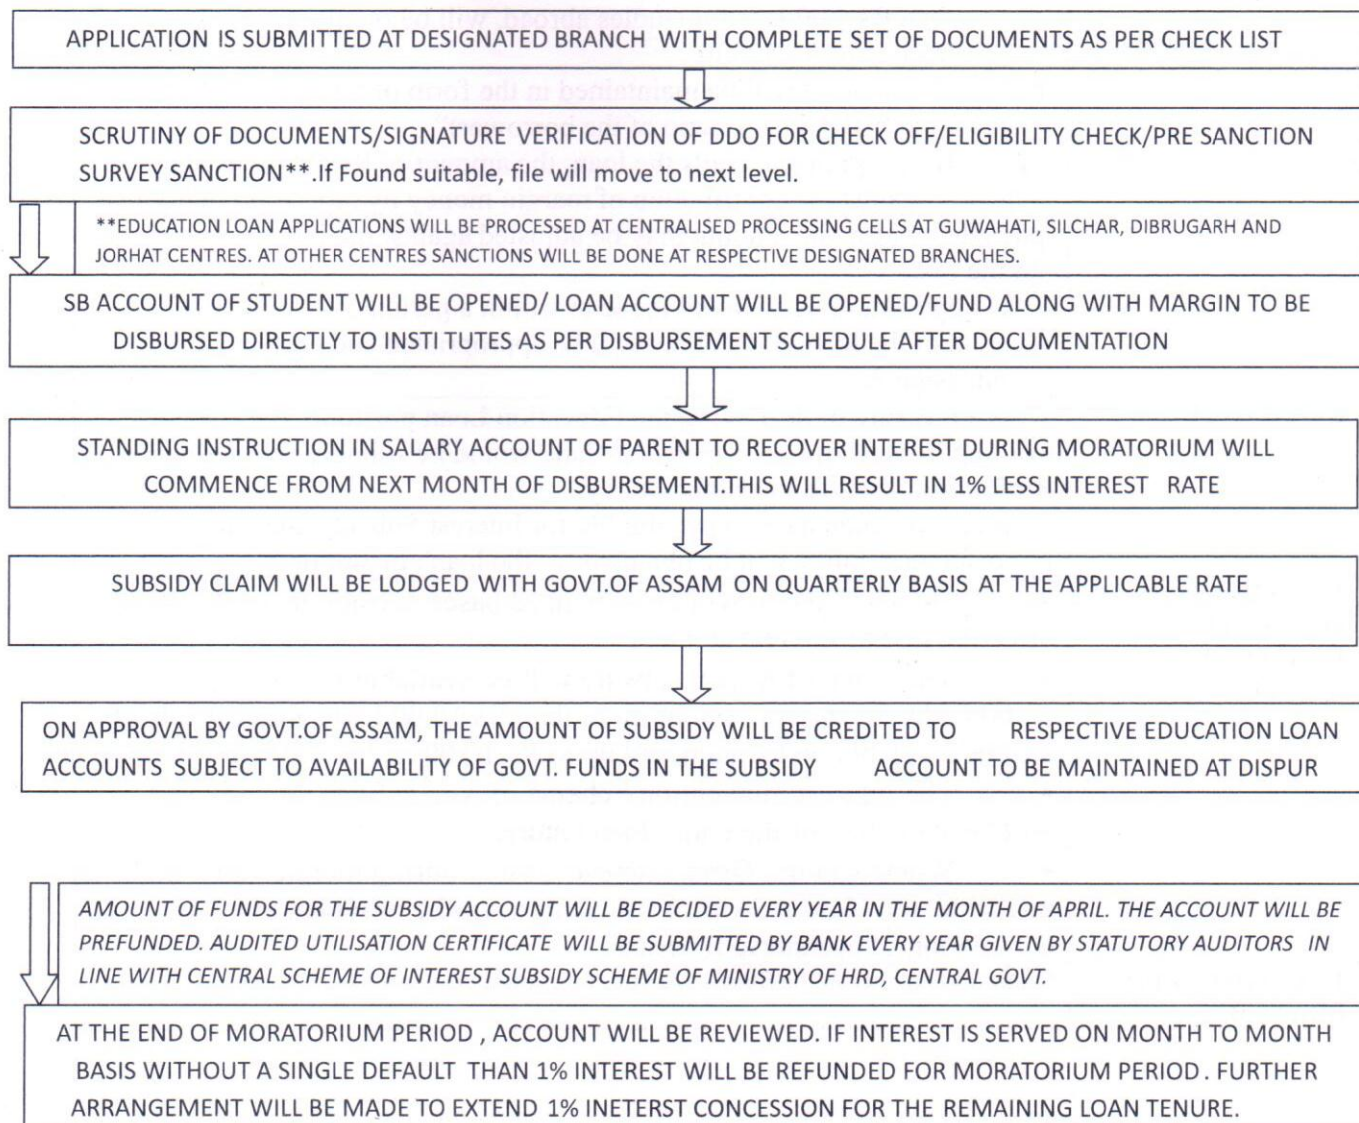 APPLICATION IS SUBMITTED AT DESIGNATED BRANCH WITH COMPLETE SET OF DOCUMENTS AS PER CHECK LIST
SCRUTINY OF DOCUMENTS/SIGNATURE VERIFICATION OF DDO FOR CHECK OFF/ELIGIBILITY CHECK/PRE SANCTION
SURVEY SANCTION**.If Found suitable, file will move to next level.
**EDUCATION LOAN APPLICATIONS WILL BE PROCESSED AT CENTRALISED PROCESSING CELLS AT GUWAHATI, SILCHAR, DIBRUGARH AND
JORHAT CENTRES. AT OTHER CENTRES SANCTIONS WILL BE DONE AT RESPECTIVE DESIGNATED BRANCHES.
SB ACCOUNT OF STUDENT WILL BE OPENED/ LOAN ACCOUNT WILL BE OPENED/FUND ALONG WITH MARGIN TO BE
DISBURSED DIRECTLY TO INSTITUTES AS PER DISBURSEMENT SCHEDULE AFTER DOCUMENTATION
STANDING INSTRUCTION IN SALARY ACCOUNT OF PARENT TO RECOVER INTEREST DURING MORATORIUM WILL
COMMENCE FROM NEXT MONTH OF DISBURSEMENT.THIS WILL RESULT IN 1% LESS INTEREST RATE
SUBSIDY CLAIM WILL BE LODGED WITH GOVT.OF ASSAM ON QUARTERLY BASIS AT THE APPLICABLE RATE
ON APPROVAL BY GOVT.OF ASSAM, THE AMOUNT OF SUBSIDY WILL BE CREDITED TO RESPECTIVE EDUCATION LOAN
ACCOUNTS SUBJECT TO AVAILABILITY OF GOVT. FUNDS IN THE SUBSIDY ACCOUNT TO BE MAINTAINED AT DISPUR
AMOUNT OF FUNDS FOR THE SUBSIDY ACCOUNT WILL BE DECIDED EVERY YEAR IN THE MONTH OF APRIL. THE ACCOUNT WILL BE
PREFUNDED. AUDITED UTILISATION CERTIFICATE WILL BE SUBMITTED BY BANK EVERY YEAR GIVEN BY STATUTORY AUDITORS IN
LINE WITH CENTRAL SCHEME OF INTEREST SUBSIDY SCHEME OF MINISTRY OF HRD, CENTRAL GOVT.
AT THE END OF MORATORIUM PERIOD , ACCOUNT WILL BE REVIEWED. IF INTEREST IS SERVED ON MONTH TO MONTH
BASIS WITHOUT A SINGLE DEFAULT THAN 1% INTEREST WILL BE REFUNDED FOR MORATORIUM PERIOD . FURTHER
ARRANGEMENT WILL BE MADE TO EXTEND 1% INETERST CONCESSION FOR THE REMAINING LOAN TENURE.